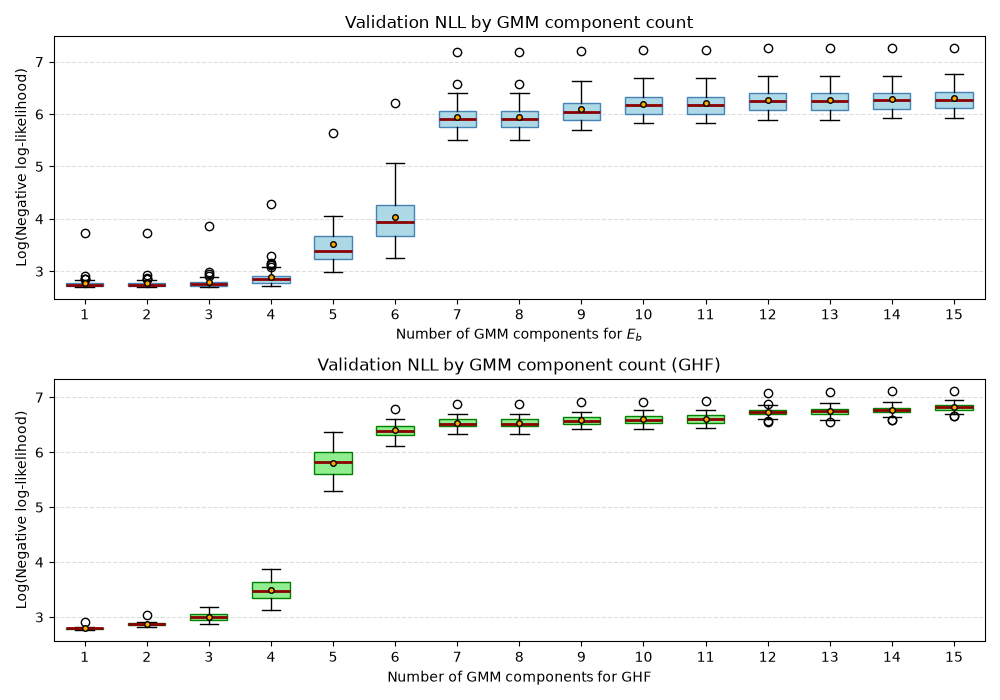 Validation NLL by GMM component count
Log(Negative log-likelihood)
7
6
5
4
3
1 2 3 4 5 6 7 8 9 10 11 12 13 14 15
Number of GMM components for E_b
Validation NLL by GMM component count (GHF)
Log(Negative log-likelihood)
7
6
5
4
3
1 2 3 4 5 6 7 8 9 10 11 12 13 14 15
Number of GMM components for GHF